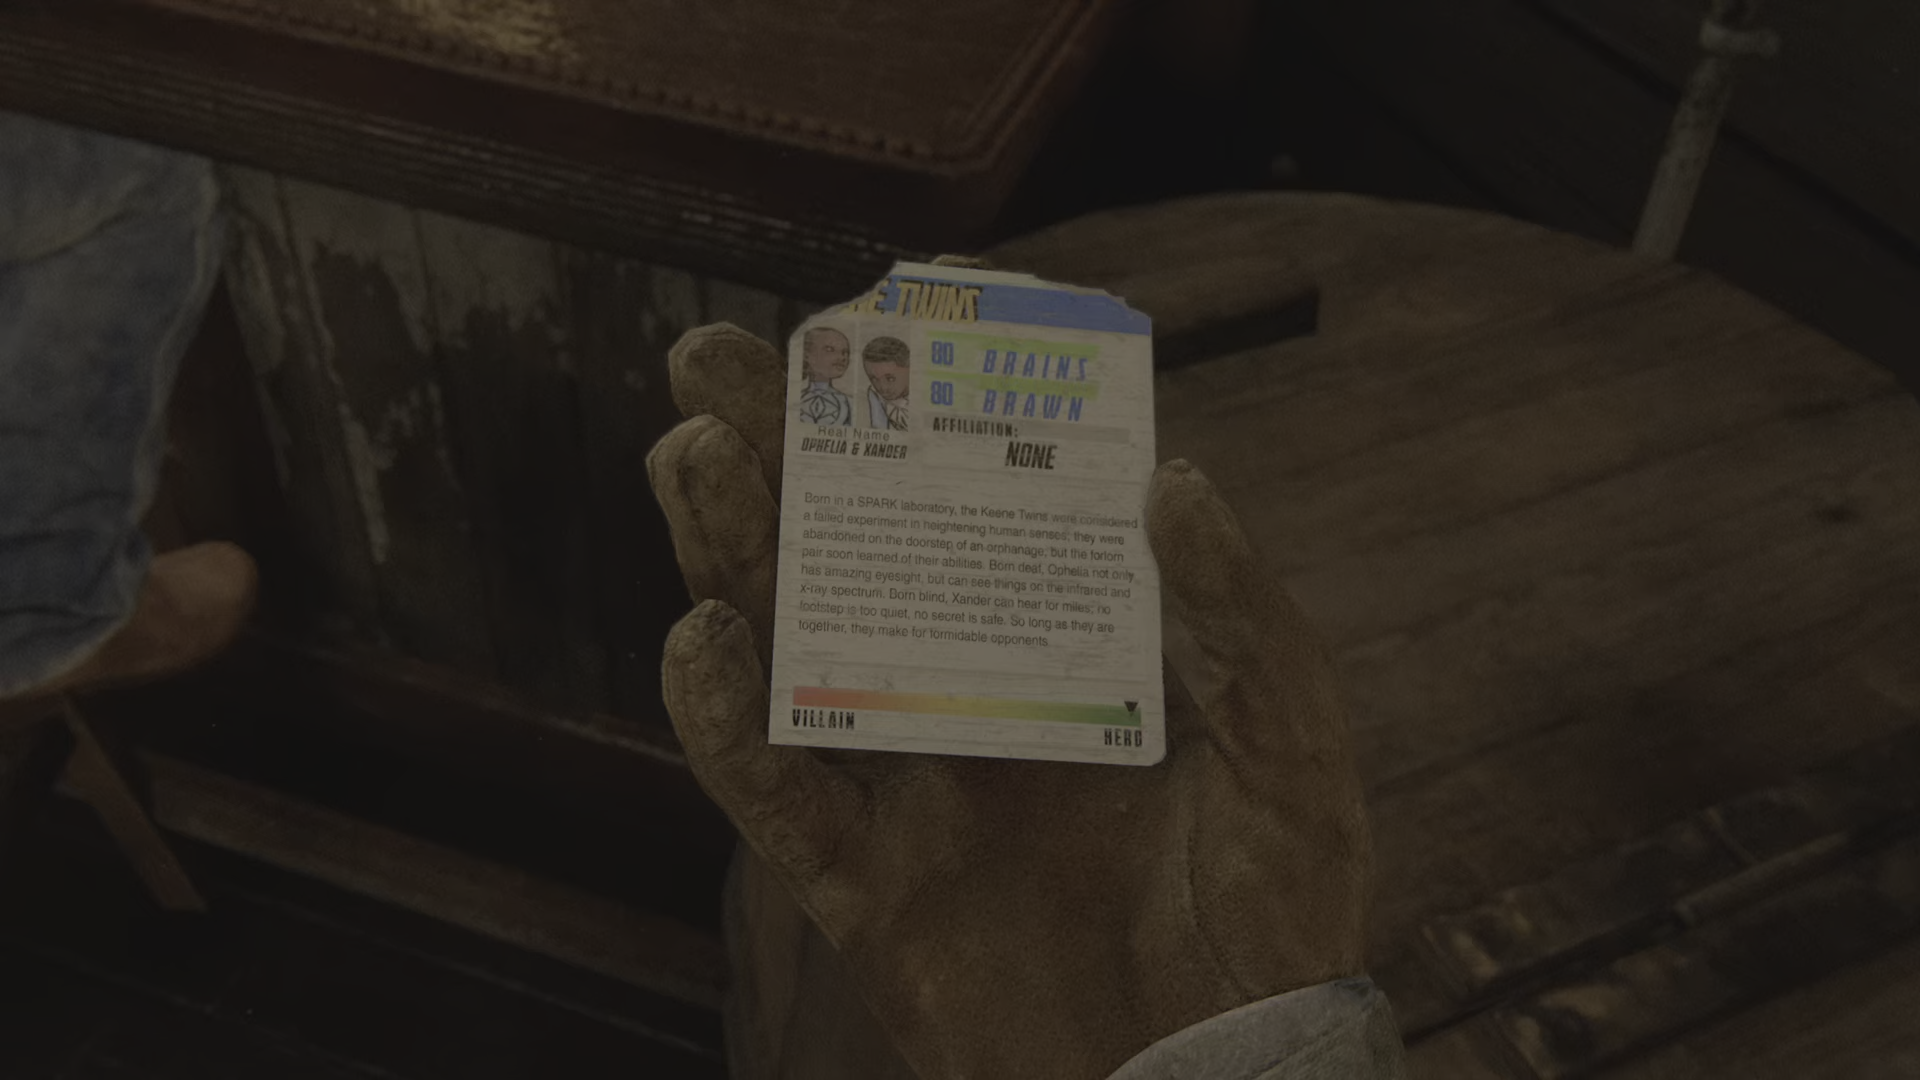 E TWINS
80 BRAINS
80 BRAWN
AFFILIATION:
NONE
Real Name
OPHELIA & XANDER
Born in a SPARK laboratory, the Keene Twins were considered
a failed experiment in heightening human senses; they were
abandoned on the doorstep of an orphanage, but the forlorn
pair soon learned of their abilities. Born deaf, Ophelia not only
has amazing eyesight, but can see things on the infrared and
x-ray spectrum. Born blind, Xander can hear for miles; no
footstep is too quiet, no secret is safe. So long as they are
together, they make for formidable opponents.
VILLAIN
HERO